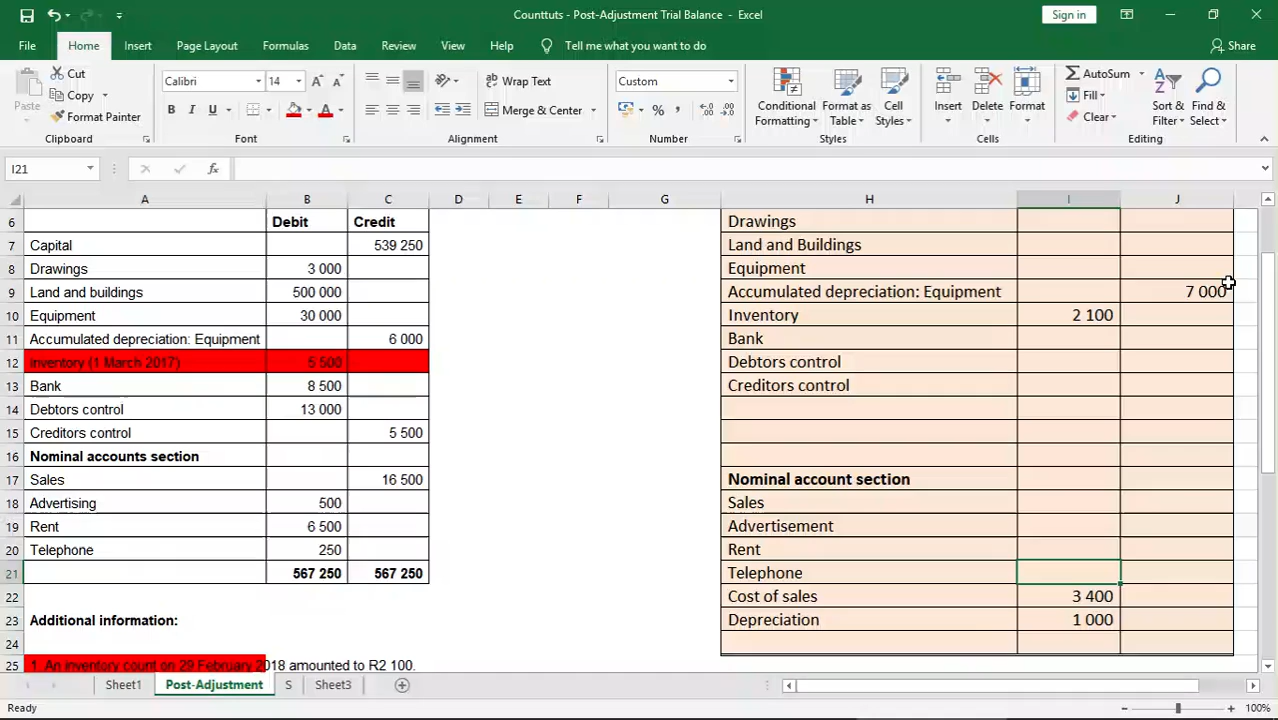 Counttuts - Post-Adjustment Trial Balance - Excel
Sign in
File Home Insert Page Layout Formulas Data Review View Help Tell me what you want to do Share
Paste
Cut
Copy
Format Painter
Clipboard
Calibri 14
B I U
Font
Wrap Text
Merge & Center
Alignment
Custom
Number
Conditional Formatting
Format as Table
Cell Styles
Styles
Insert
Delete
Format
Cells
AutoSum
Fill
Clear
Sort & Filter
Find & Select
Editing
I21
A B C D E F G H I J
6 Debit Credit Drawings
7 Capital 539 250 Land and Buildings
8 Drawings 3 000 Equipment
9 Land and buildings 500 000 Accumulated depreciation: Equipment 7 000
10 Equipment 30 000 Inventory 2 100
11 Accumulated depreciation: Equipment 6 000 Bank
12 Inventory (1 March 2017) 5 500 Debtors control
13 Bank 8 500 Creditors control
14 Debtors control 13 000
15 Creditors control 5 500
16 Nominal accounts section
17 Sales 16 500 Nominal account section
18 Advertising 500 Sales
19 Rent 6 500 Advertisement
20 Telephone 250 Rent
21 567 250 567 250 Telephone
22 Cost of sales 3 400
23 Additional information: Depreciation 1 000
24
25 1. An inventory count on 29 February 2018 amounted to R2 100.
Sheet1 Post-Adjustment S Sheet3
Ready
100%